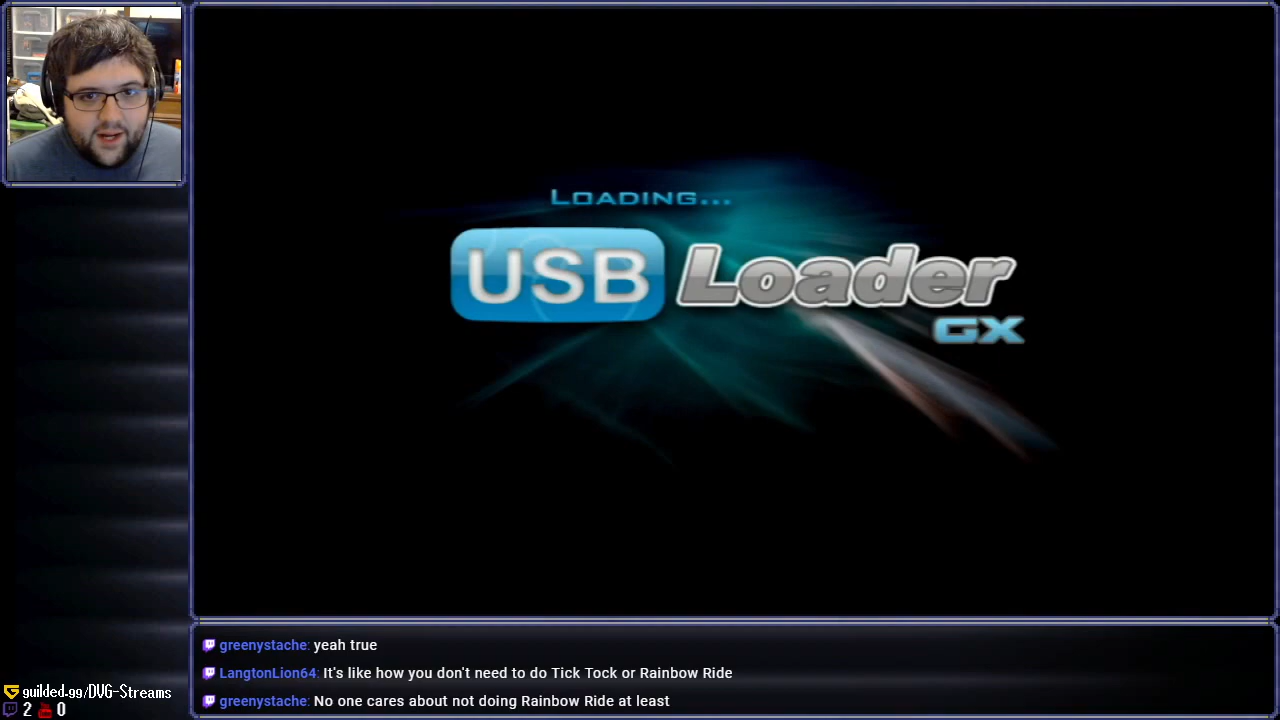 LOADING...
USB Loader
GX
greenystache: yeah true
LangtonLion64: It's like how you don't need to do Tick Tock or Rainbow Ride
greenystache: No one cares about not doing Rainbow Ride at least
guilded.gg/DVG-Streams
2 0